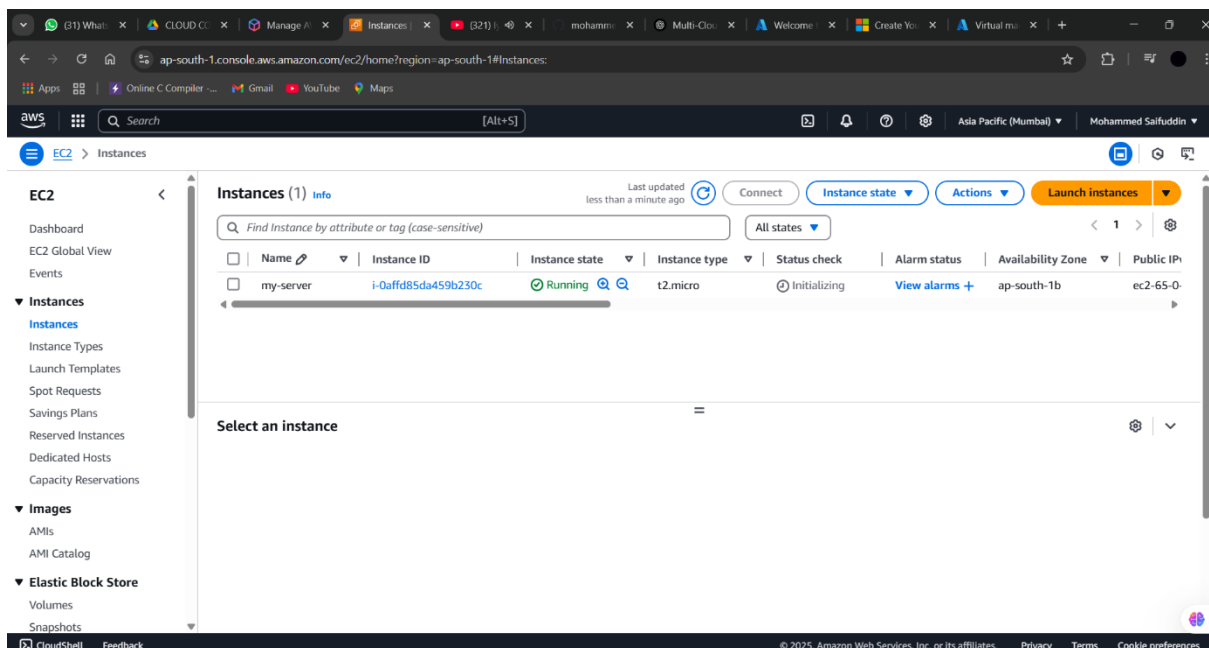 (31) Whats CLOUD CC Manage A Instances | (321) mohamme Multi-Clou Welcome Create You Virtual ma
ap-south-1.console.aws.amazon.com/ec2/home?region=ap-south-1#Instances:
Apps Online C Compiler -... Gmail YouTube Maps
aws Search [Alt+S] Asia Pacific (Mumbai) Mohammed Saifuddin
EC2 > Instances
EC2
Dashboard
EC2 Global View
Events
Instances
Instances
Instance Types
Launch Templates
Spot Requests
Savings Plans
Reserved Instances
Dedicated Hosts
Capacity Reservations
Images
AMIs
AMI Catalog
Elastic Block Store
Volumes
Snapshots
Instances (1) Info
Last updated
less than a minute ago
Connect Instance state Actions Launch instances
Find Instance by attribute or tag (case-sensitive) All states 1
Name Instance ID Instance state Instance type Status check Alarm status Availability Zone Public IPv
my-server i-0affd85da459b230c Running t2.micro Initializing View alarms + ap-south-1b ec2-65-0-
Select an instance
CloudShell Feedback © 2025, Amazon Web Services, Inc. or its affiliates. Privacy Terms Cookie preferences